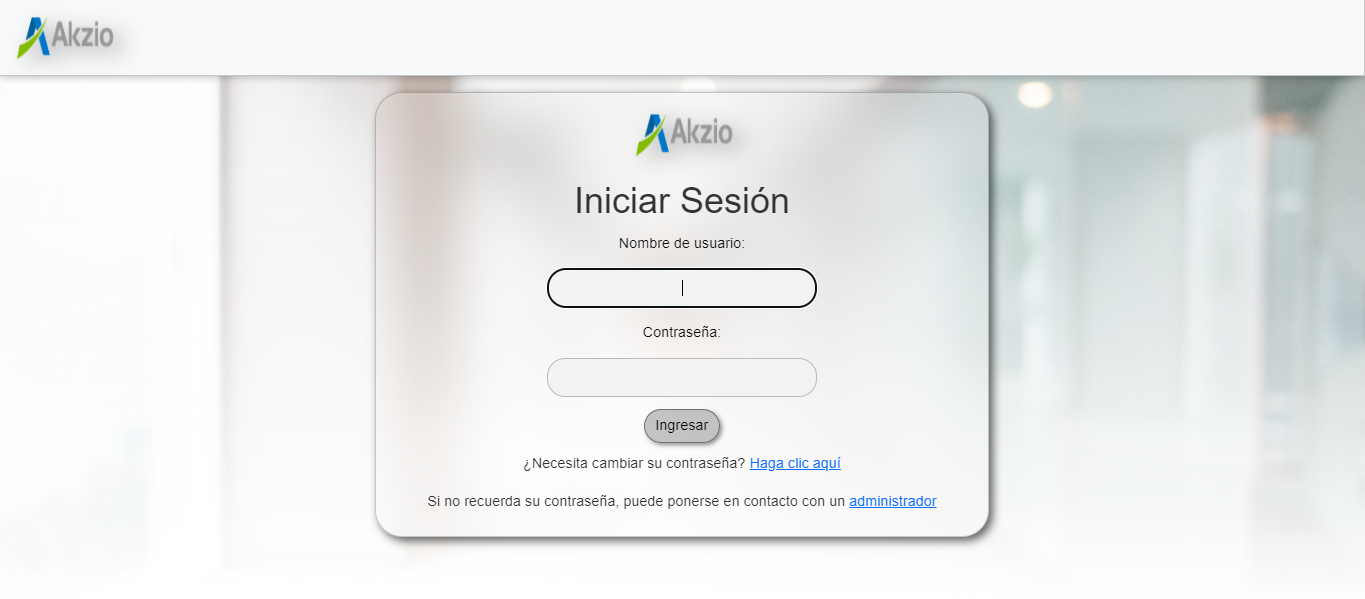 Akzio
Akzio
Iniciar Sesión
Nombre de usuario:
Contraseña:
Ingresar
¿Necesita cambiar su contraseña? Haga clic aquí
Si no recuerda su contraseña, puede ponerse en contacto con un administrador